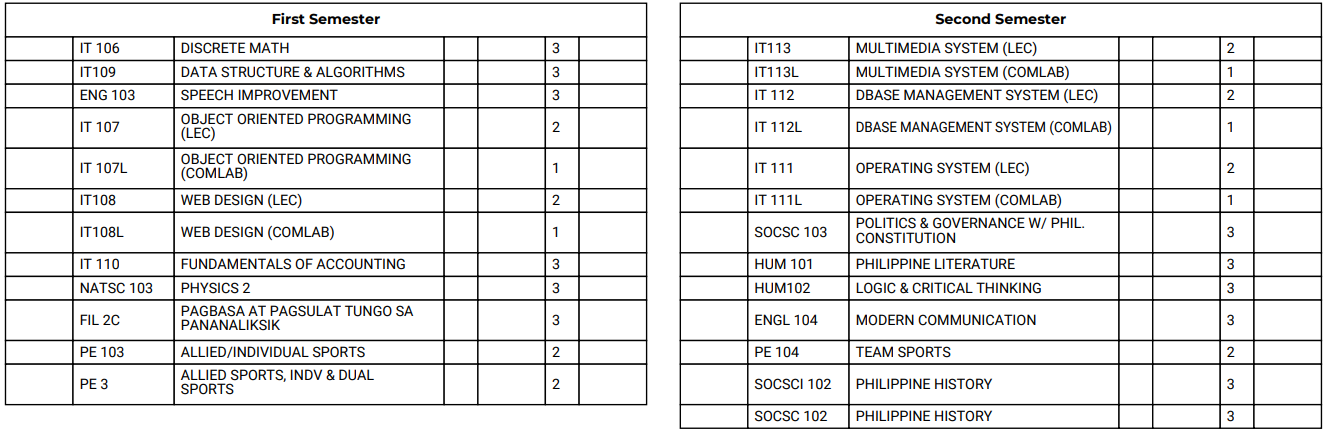 First Semester
IT 106 DISCRETE MATH 3
IT109 DATA STRUCTURE & ALGORITHMS 3
ENG 103 SPEECH IMPROVEMENT 3
IT 107 OBJECT ORIENTED PROGRAMMING
(LEC) 2
IT 107L OBJECT ORIENTED PROGRAMMING
(COMLAB) 1
IT108 WEB DESIGN (LEC) 2
IT108L WEB DESIGN (COMLAB) 1
IT 110 FUNDAMENTALS OF ACCOUNTING 3
NATSC 103 PHYSICS 2 3
FIL 2C PAGBASA AT PAGSULAT TUNGO SA
PANANALIKSIK 3
PE 103 ALLIED/INDIVIDUAL SPORTS 2
PE 3 ALLIED SPORTS, INDV & DUAL
SPORTS 2
Second Semester
IT113 MULTIMEDIA SYSTEM (LEC) 2
IT113L MULTIMEDIA SYSTEM (COMLAB) 1
IT 112 DBASE MANAGEMENT SYSTEM (LEC) 2
IT 112L DBASE MANAGEMENT SYSTEM (COMLAB) 1
IT 111 OPERATING SYSTEM (LEC) 2
IT 111L OPERATING SYSTEM (COMLAB) 1
SOCSC 103 POLITICS & GOVERNANCE W/ PHIL.
CONSTITUTION 3
HUM 101 PHILIPPINE LITERATURE 3
HUM102 LOGIC & CRITICAL THINKING 3
ENGL 104 MODERN COMMUNICATION 3
PE 104 TEAM SPORTS 2
SOCSCI 102 PHILIPPINE HISTORY 3
SOCSC 102 PHILIPPINE HISTORY 3